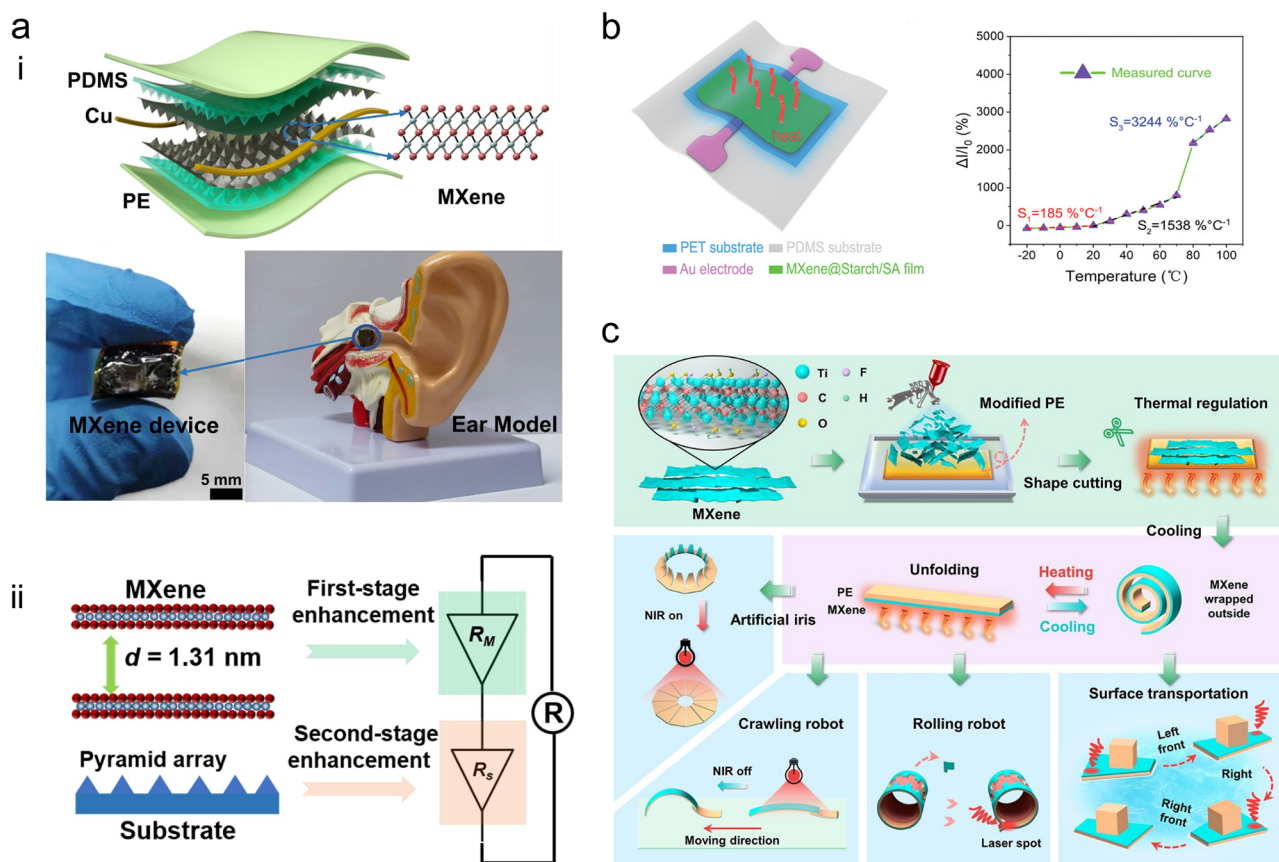 a
i
PDMS
Cu
PE
MXene
MXene device
5 mm
Ear Model
ii
MXene
d = 1.31 nm
Pyramid array
Substrate
First-stage
enhancement
Second-stage
enhancement
R_M
R_s
R
b
heat
PET substrate
PDMS substrate
Au electrode
MXene@Starch/SA film
ΔI/I₀ (%)
5000
4000
3000
2000
1000
0
Measured curve
S₃=3244 %°C⁻¹
S₁=185 %°C⁻¹
S₂=1538 %°C⁻¹
-20
0
20
40
60
80
100
Temperature (℃)
c
Ti
F
C
H
O
MXene
Modified PE
Shape cutting
Thermal regulation
Cooling
Unfolding
PE
MXene
Heating
Cooling
MXene
wrapped
outside
NIR on
Artificial iris
Crawling robot
NIR off
Moving direction
Rolling robot
Laser spot
Surface transportation
Left
front
Right
Right
front